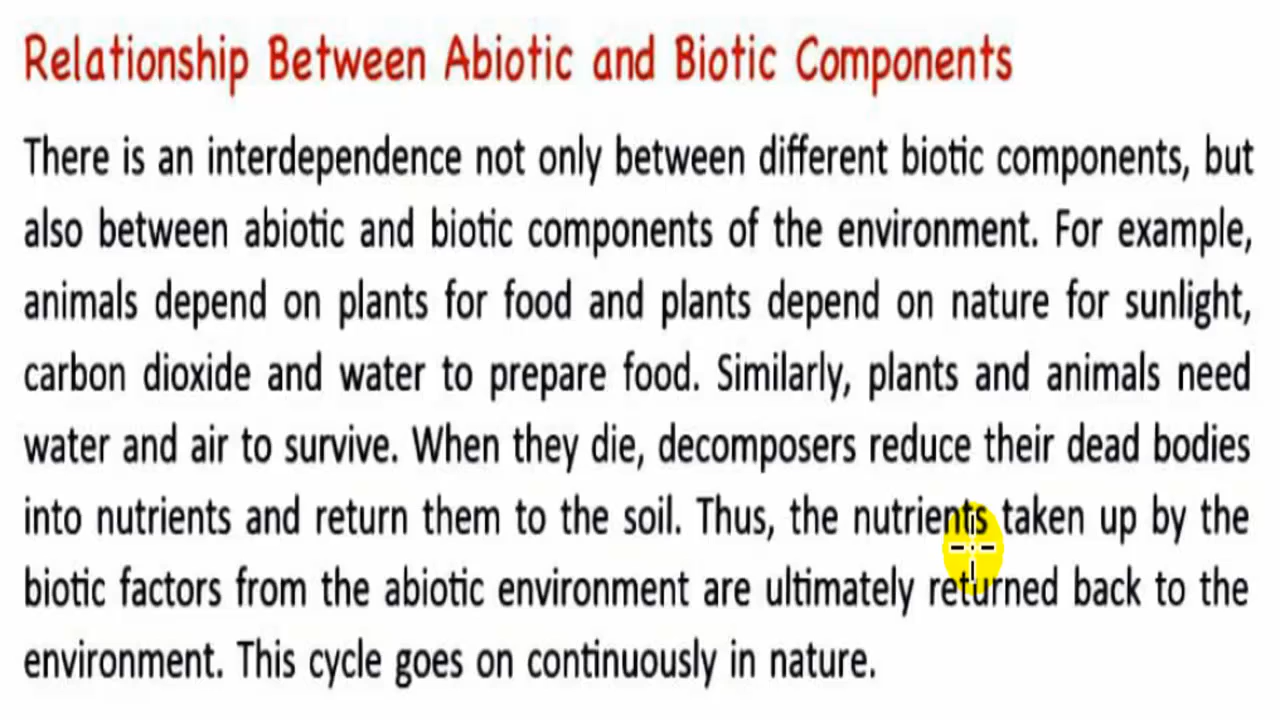 Relationship Between Abiotic and Biotic Components
There is an interdependence not only between different biotic components, but
also between abiotic and biotic components of the environment. For example,
animals depend on plants for food and plants depend on nature for sunlight,
carbon dioxide and water to prepare food. Similarly, plants and animals need
water and air to survive. When they die, decomposers reduce their dead bodies
into nutrients and return them to the soil. Thus, the nutrients taken up by the
biotic factors from the abiotic environment are ultimately returned back to the
environment. This cycle goes on continuously in nature.